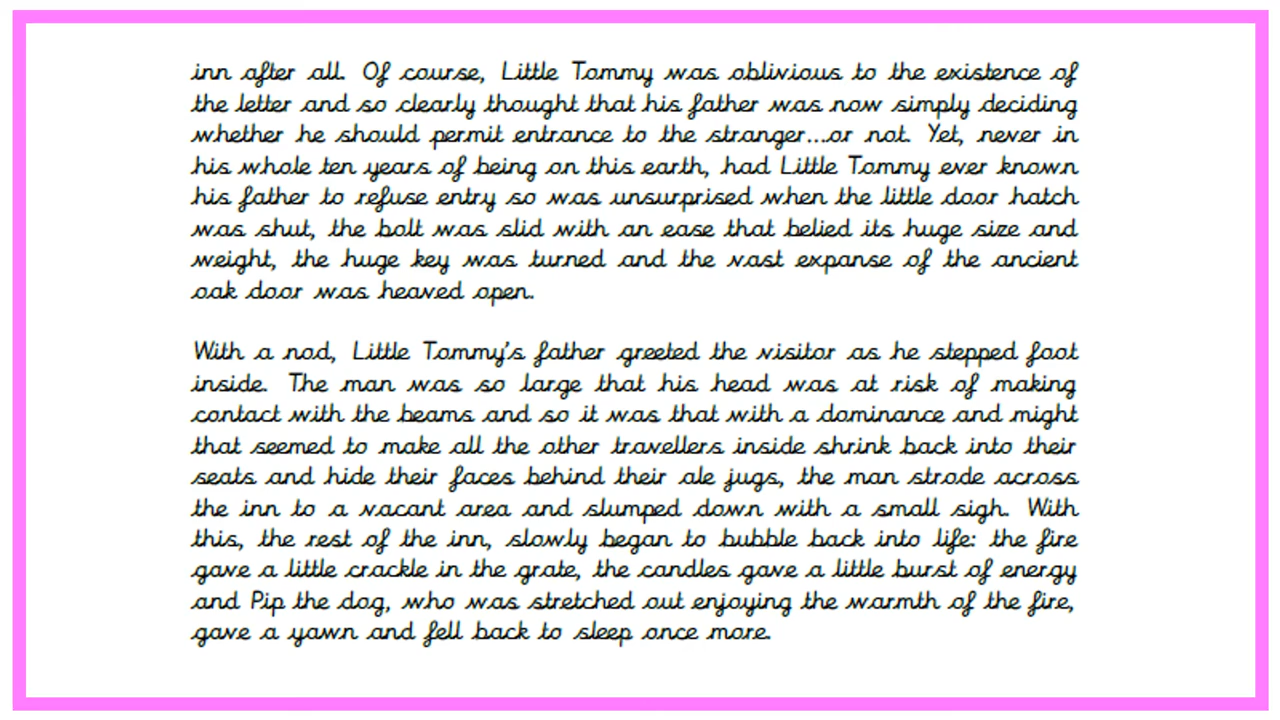 inn after all. Of course, Little Tommy was oblivious to the existence of
the letter and so clearly thought that his father was now simply deciding
whether he should permit entrance to the stranger...or not. Yet, never in
his whole ten years of being on this earth, had Little Tommy ever known
his father to refuse entry so was unsurprised when the little door hatch
was shut, the bolt was slid with an ease that belied its huge size and
weight, the huge key was turned and the vast expanse of the ancient
oak door was heaved open.
With a nod, Little Tommy's father greeted the visitor as he stepped foot
inside. The man was so large that his head was at risk of making
contact with the beams and so it was that with a dominance and might
that seemed to make all the other travellers inside shrink back into their
seats and hide their faces behind their ale jugs, the man strode across
the inn to a vacant area and slumped down with a small sigh. With
this, the rest of the inn, slowly began to bubble back into life: the fire
gave a little crackle in the grate, the candles gave a little burst of energy
and Pip the dog, who was stretched out enjoying the warmth of the fire,
gave a yawn and fell back to sleep once more.